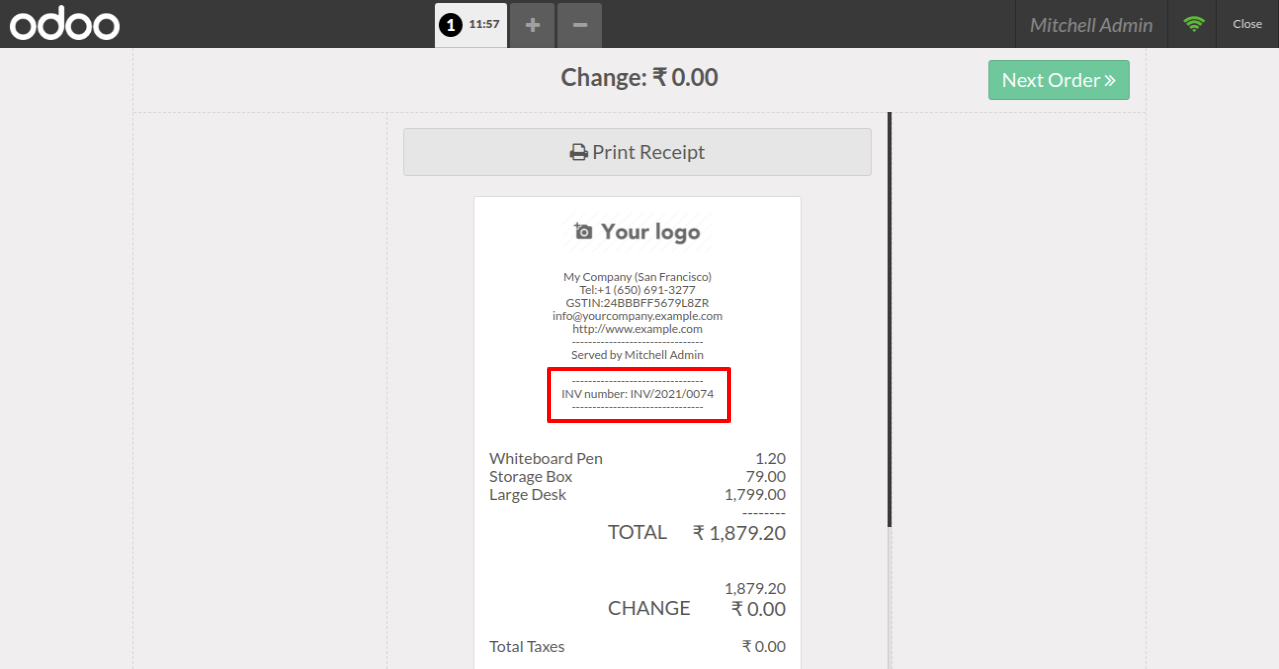 odoo
1 11:57
+
−
Mitchell Admin
Close
Change: ₹ 0.00
Next Order »
Print Receipt
Your logo
My Company (San Francisco)
Tel:+1 (650) 691-3277
GSTIN:24BBBFF5679L8ZR
info@yourcompany.example.com
http://www.example.com
--------------------------------
Served by Mitchell Admin
--------------------------------
INV number: INV/2021/0074
--------------------------------
Whiteboard Pen 1.20
Storage Box 79.00
Large Desk 1,799.00
--------
TOTAL ₹ 1,879.20
1,879.20
CHANGE ₹ 0.00
Total Taxes ₹ 0.00